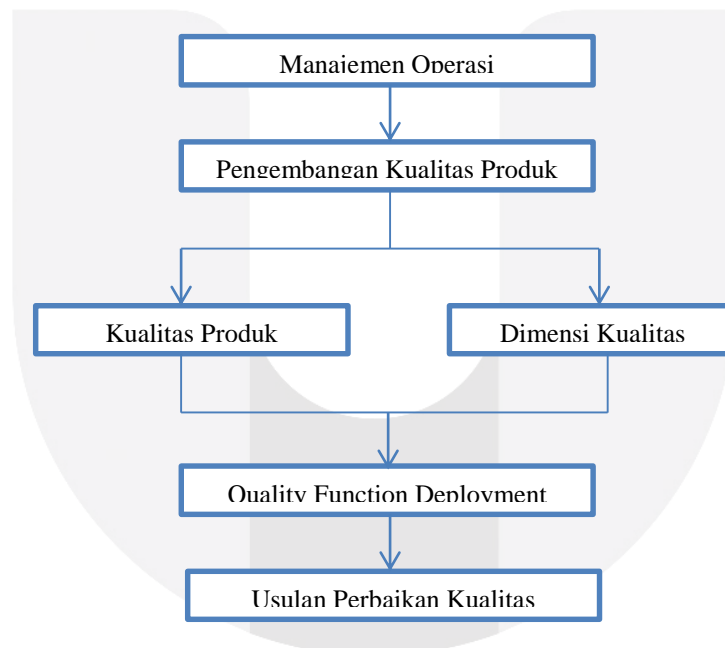 Manajemen Operasi
Pengembangan Kualitas Produk
Kualitas Produk
Dimensi Kualitas
Quality Function Deployment
Usulan Perbaikan Kualitas